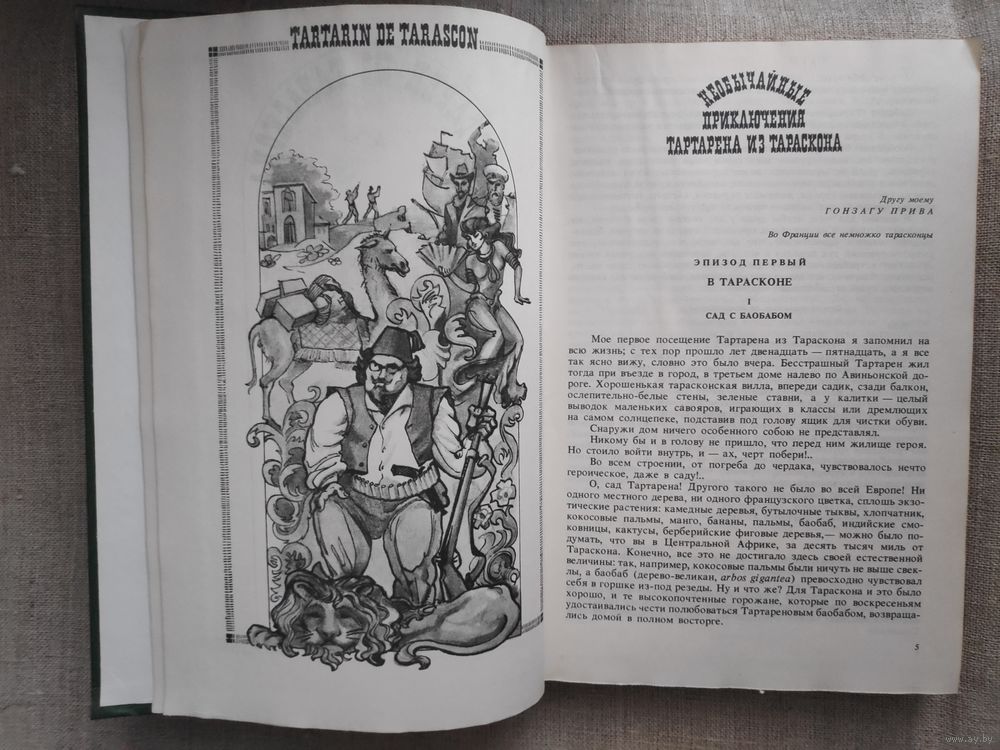 TARTARIN DE TARASCON
НЕОБЫЧАЙНЫЕ
ПРИКЛЮЧЕНИЯ
ТАРТАРЕНА ИЗ ТАРАСКОНА
Другу моему
ГОНЗАГУ ПРИВА
Во Франции все немножко тарасконцы
ЭПИЗОД ПЕРВЫЙ
В ТАРАСКОНЕ
I
САД С БАОБАБОМ
Мое первое посещение Тартарена из Тараскона я запомнил на
всю жизнь; с тех пор прошло лет двенадцать — пятнадцать, а я все
так ясно вижу, словно это было вчера. Бесстрашный Тартарен жил
тогда при въезде в город, в третьем доме налево по Авиньонской до-
роге. Хорошенькая тарасконская вилла, впереди садик, сзади балкон,
ослепительно-белые стены, зеленые ставни, а у калитки — целый
выводок маленьких савояров, играющих в классы или дремлющих
на самом солнцепеке, подставив под голову ящик для чистки обуви.
Снаружи дом ничего особенного собою не представлял.
Никому бы и в голову не пришло, что перед ним жилище героя.
Но стоило войти внутрь, и — ах, черт побери!..
Во всем строении, от погреба до чердака, чувствовалось нечто
героическое, даже в саду!..
О, сад Тартарена! Другого такого не было во всей Европе! Ни
одного местного дерева, ни одного французского цветка, сплошь экзо-
тические растения: камедные деревья, бутылочные тыквы, хлопчатник,
кокосовые пальмы, манго, бананы, пальмы, баобаб, индийские смо-
ковницы, кактусы, берберийские фиговые деревья,— можно было по-
думать, что вы в Центральной Африке, за десять тысяч миль от
Тараскона. Конечно, все это не достигало здесь своей естественной
величины: так, например, кокосовые пальмы были ничуть не выше свек-
лы, а баобаб (дерево-великан, arbos gigantea) превосходно чувствовал
себя в горшке из-под резеды. Ну и что же? Для Тараскона и это было
хорошо, и те высокопочтенные горожане, которые по воскресеньям
удостаивались чести полюбоваться Тартареновым баобабом, возвраща-
лись домой в полном восторге.
5
www.ay.by